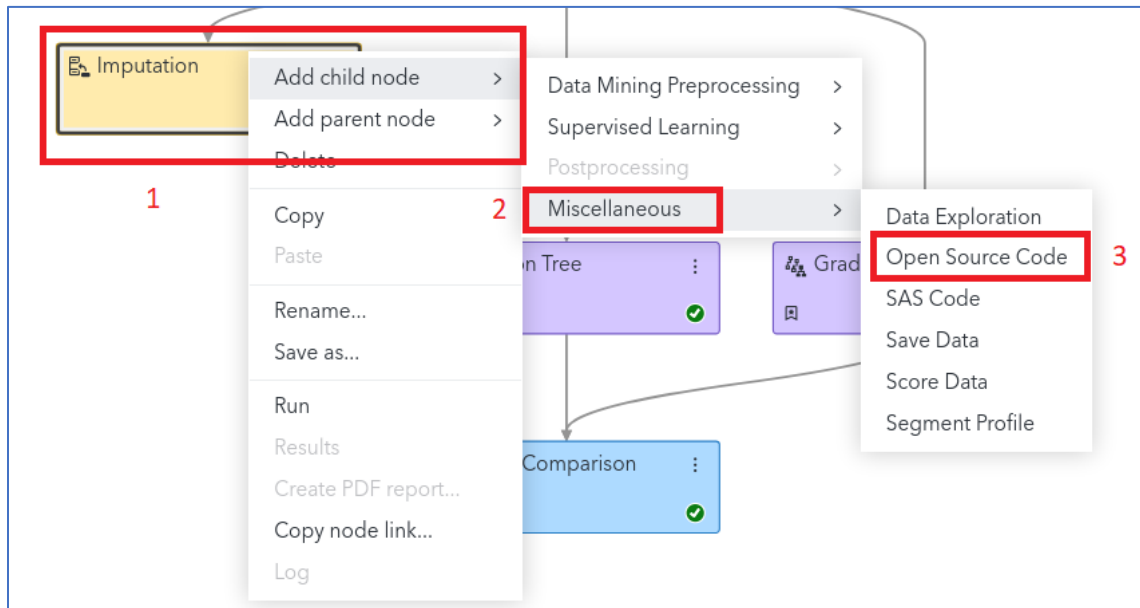 Imputation
1
Add child node
Add parent node
Delete
Copy
Paste
Rename...
Save as...
Run
Results
Create PDF report...
Copy node link...
Log
2
Data Mining Preprocessing
Supervised Learning
Postprocessing
Miscellaneous
Data Exploration
Open Source Code
3
SAS Code
Save Data
Score Data
Segment Profile
n Tree
Grad
Comparison